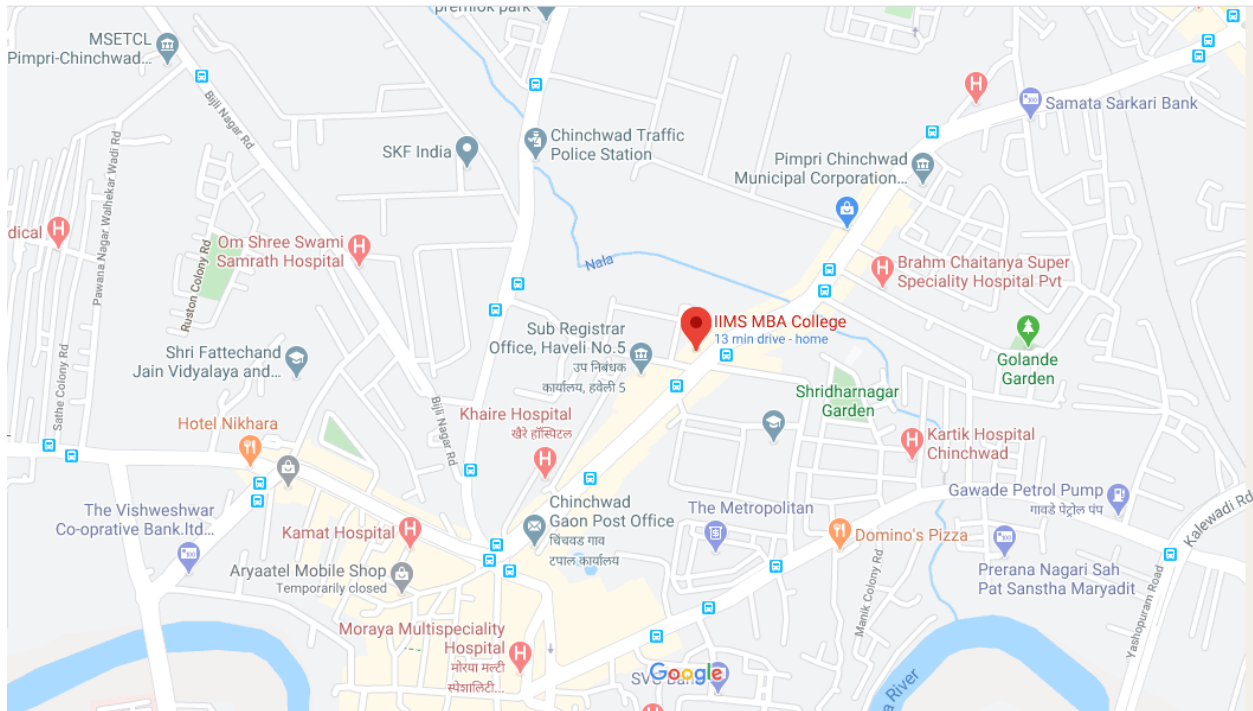 premlok park
MSETCL
Pimpri-Chinchwad...
Bijli Nagar Rd
Samata Sarkari Bank
Chinchwad Traffic
Police Station
SKF India
Pimpri Chinchwad
Municipal Corporation...
Pawana Nagar Walhekar Wadi Rd
dical
Om Shree Swami
Samrath Hospital
Ruston Colony Rd
Nala
Brahm Chaitanya Super
Speciality Hospital Pvt
IIMS MBA College
13 min drive - home
Sub Registrar
Office, Haveli No.5
उप निबंधक
कार्यालय, हवेली 5
Shri Fattechand
Jain Vidyalaya and...
Golande
Garden
Sathe Colony Rd
Shridharnagar
Garden
Bijli Nagar Rd
Khaire Hospital
खैरे हॉस्पिटल
Hotel Nikhara
Kartik Hospital
Chinchwad
The Vishweshwar
Co-oprative Bank.ltd...
Kamat Hospital
Chinchwad
Gaon Post Office
चिंचवड गाव
टपाल कार्यालय
The Metropolitan
Gawade Petrol Pump
गावडे पेट्रोल पंप
Kalewadi Rd
Domino's Pizza
Aryaatel Mobile Shop
Temporarily closed
Prerana Nagari Sah
Pat Sanstha Maryadit
Manik Colony Rd
Yashopuram Road
Moraya Multispeciality
Hospital
मोरया मल्टी
स्पेशालिटी...
Google
River